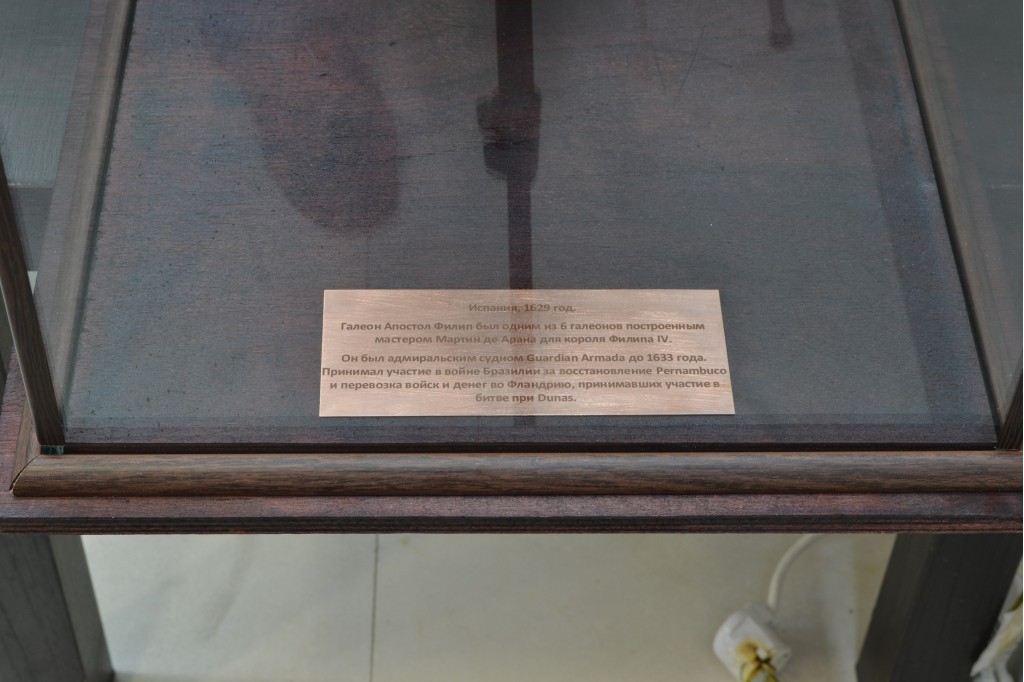 Испания, 1629 год.
Галеон Апостол Филип был одним из 6 галеонов построенным
мастером Мартин де Арана для короля Филипа IV.
Он был адмиральским судном Guardian Armada до 1633 года.
Принимал участие в войне Бразилии за восстановление Pernambuco
и перевозка войск и денег во Фландрию, принимавших участие в
битве при Dunas.